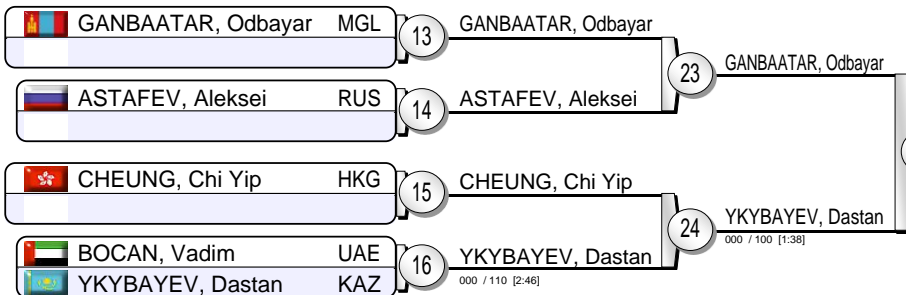 GANBAATAR, Odbayar MGL
13
GANBAATAR, Odbayar
23
GANBAATAR, Odbayar
ASTAFEV, Aleksei RUS
14
ASTAFEV, Aleksei
CHEUNG, Chi Yip HKG
15
CHEUNG, Chi Yip
24
YKYBAYEV, Dastan
000 / 100 [1:38]
BOCAN, Vadim UAE
16
YKYBAYEV, Dastan
000 / 110 [2:46]
YKYBAYEV, Dastan KAZ